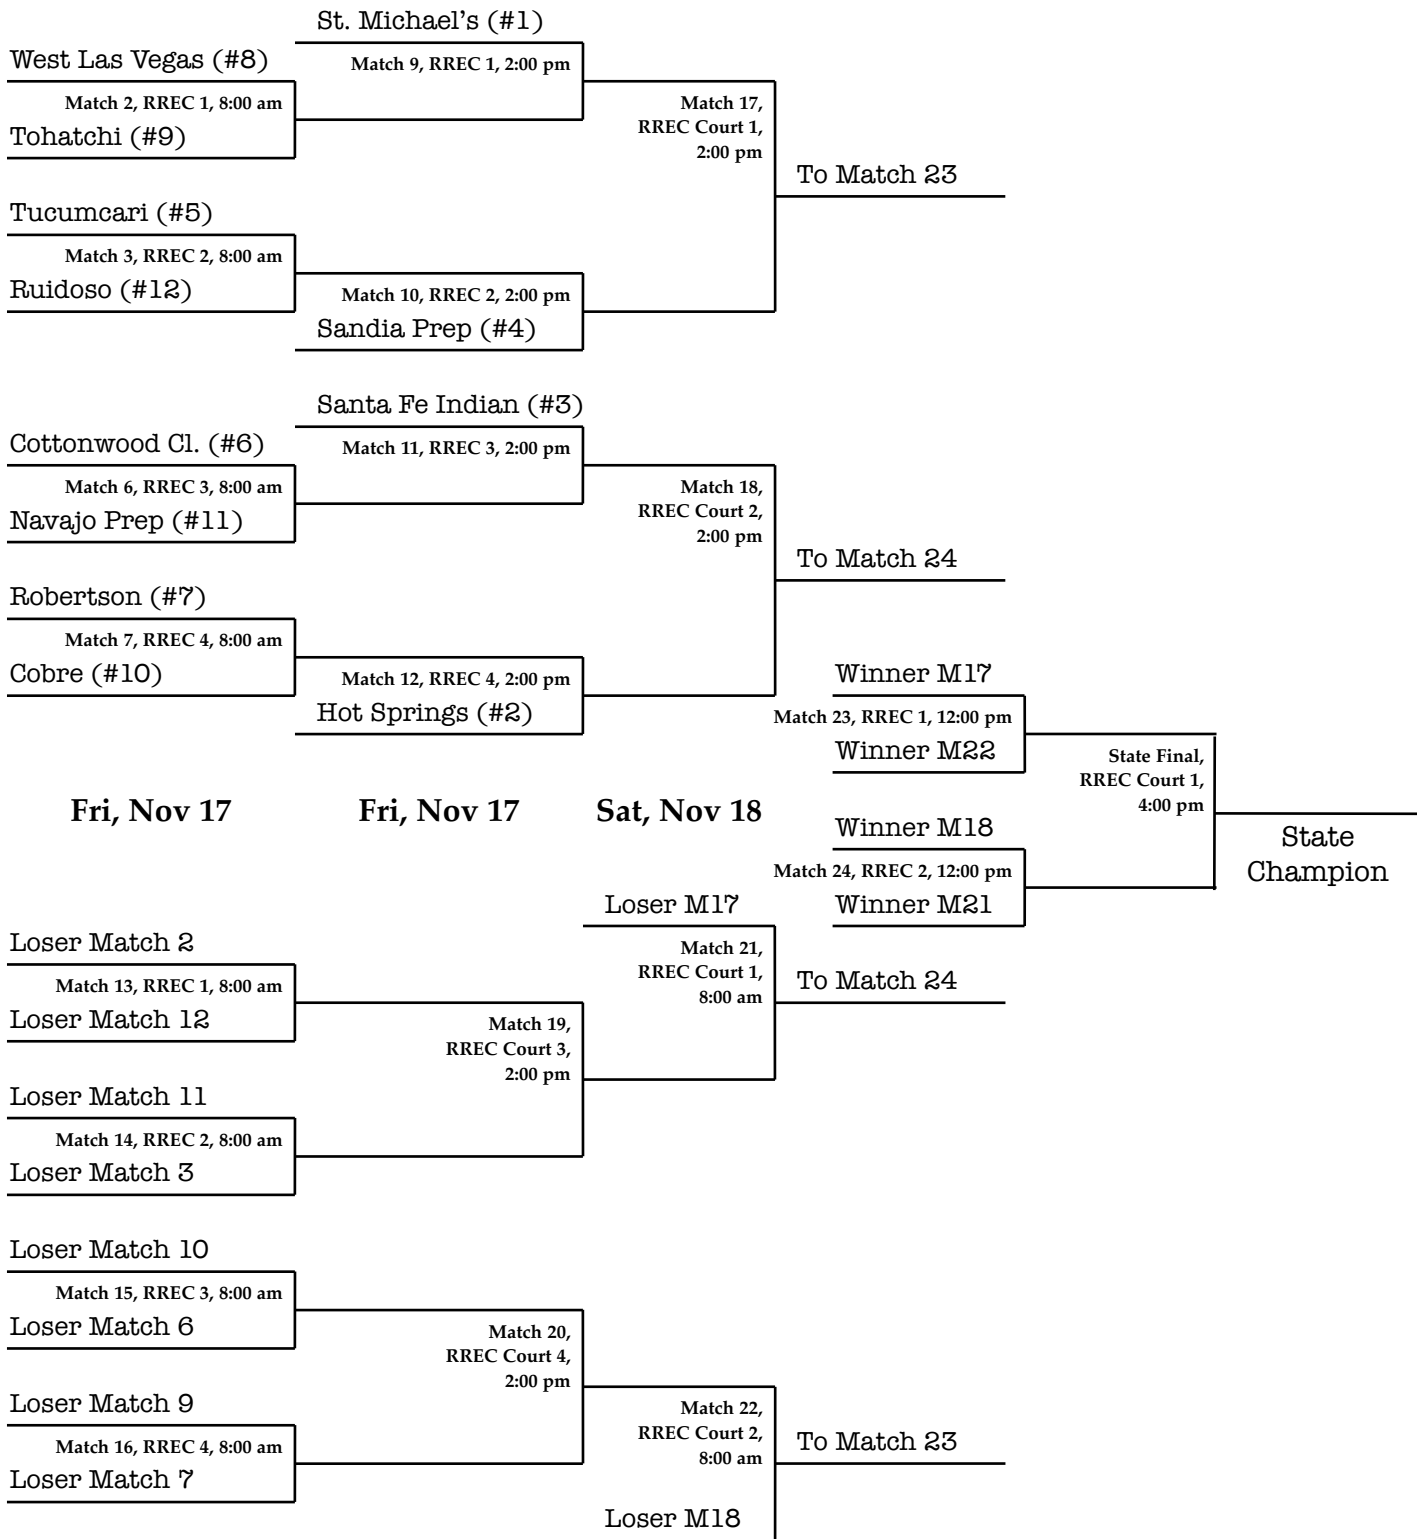 St. Michael's (#1)
West Las Vegas (#8)
Match 9, RREC 1, 2:00 pm
Match 2, RREC 1, 8:00 am
Tohatchi (#9)
Match 17,
RREC Court 1,
2:00 pm
To Match 23
Tucumcari (#5)
Match 3, RREC 2, 8:00 am
Ruidoso (#12)
Match 10, RREC 2, 2:00 pm
Sandia Prep (#4)
Santa Fe Indian (#3)
Cottonwood Cl. (#6)
Match 11, RREC 3, 2:00 pm
Match 6, RREC 3, 8:00 am
Navajo Prep (#11)
Match 18,
RREC Court 2,
2:00 pm
To Match 24
Robertson (#7)
Match 7, RREC 4, 8:00 am
Cobre (#10)
Match 12, RREC 4, 2:00 pm
Hot Springs (#2)
Winner M17
Match 23, RREC 1, 12:00 pm
Winner M22
State Final,
RREC Court 1,
4:00 pm
Fri, Nov 17
Fri, Nov 17
Sat, Nov 18
Winner M18
Match 24, RREC 2, 12:00 pm
Winner M21
State
Champion
Loser M17
Loser Match 2
Match 13, RREC 1, 8:00 am
Loser Match 12
Match 21,
RREC Court 1,
8:00 am
To Match 24
Match 19,
RREC Court 3,
2:00 pm
Loser Match 11
Match 14, RREC 2, 8:00 am
Loser Match 3
Loser Match 10
Match 15, RREC 3, 8:00 am
Loser Match 6
Match 20,
RREC Court 4,
2:00 pm
Loser Match 9
Match 16, RREC 4, 8:00 am
Loser Match 7
Match 22,
RREC Court 2,
8:00 am
To Match 23
Loser M18